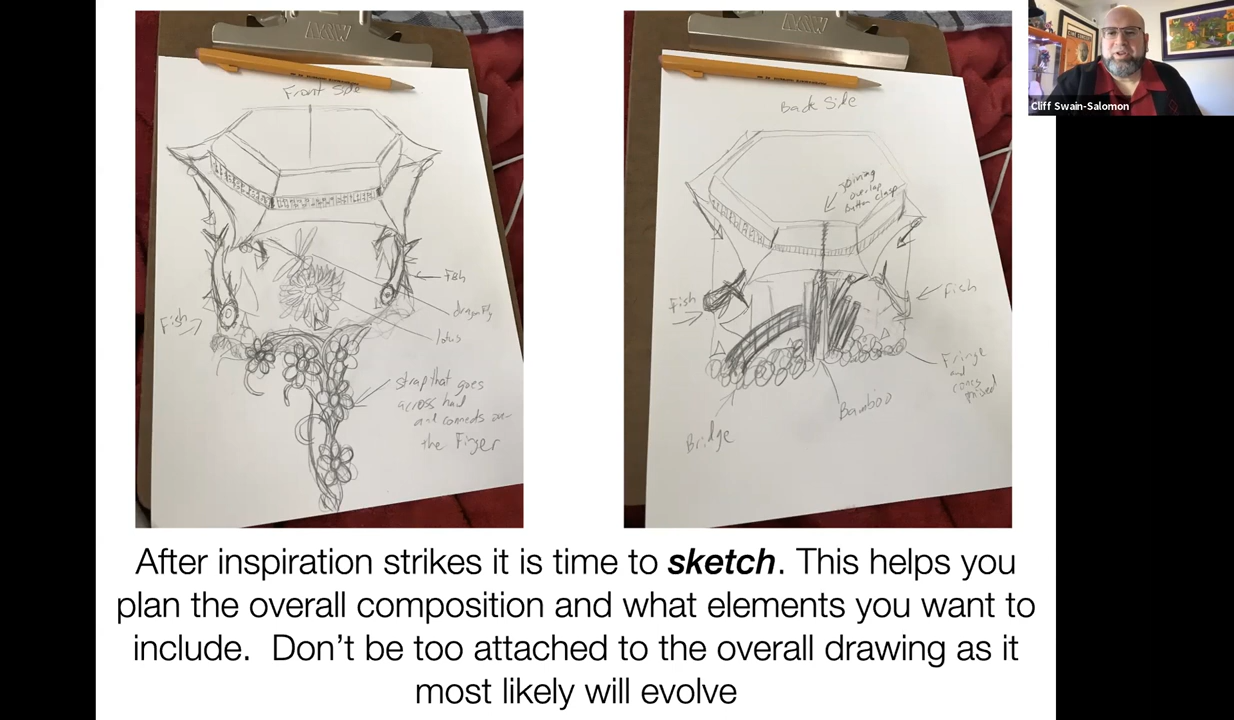 Front Side
Fish
dragonfly
lotus
Fish
strap that goes
across hand
and connects over
the Finger
Back Side
joining
overlap
button clasp
Fish
Fish
Fringe
and
Bamboo
Bridge
Cliff Swain-Salomon
After inspiration strikes it is time to sketch. This helps you
plan the overall composition and what elements you want to
include. Don't be too attached to the overall drawing as it
most likely will evolve